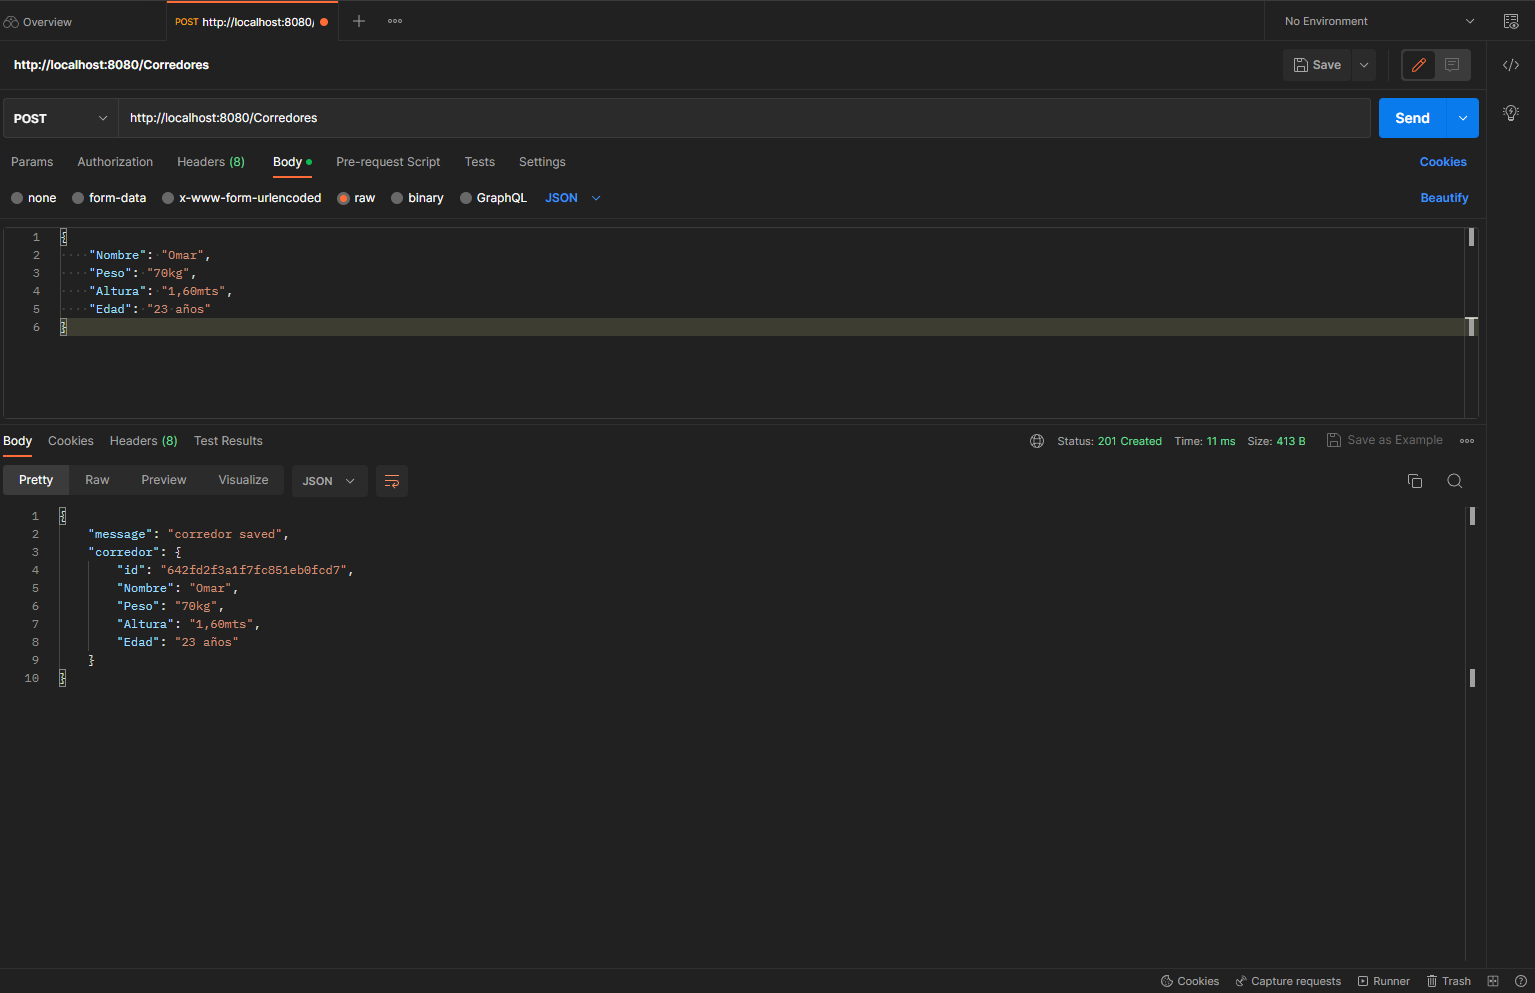 Overview
POST http://localhost:8080/
No Environment
http://localhost:8080/Corredores
Save
POST
http://localhost:8080/Corredores
Send
Params Authorization Headers (8) Body Pre-request Script Tests Settings Cookies
none form-data x-www-form-urlencoded raw binary GraphQL JSON Beautify
1 {
2 "Nombre": "Omar",
3 "Peso": "70kg",
4 "Altura": "1,60mts",
5 "Edad": "23 años"
6 }
Body Cookies Headers (8) Test Results Status: 201 Created Time: 11 ms Size: 413 B Save as Example
Pretty Raw Preview Visualize JSON
1 {
2 "message": "corredor saved",
3 "corredor": {
4 "id": "642fd2f3a1f7fc851eb0fcd7",
5 "Nombre": "Omar",
6 "Peso": "70kg",
7 "Altura": "1,60mts",
8 "Edad": "23 años"
9 }
10 }
Cookies Capture requests Runner Trash